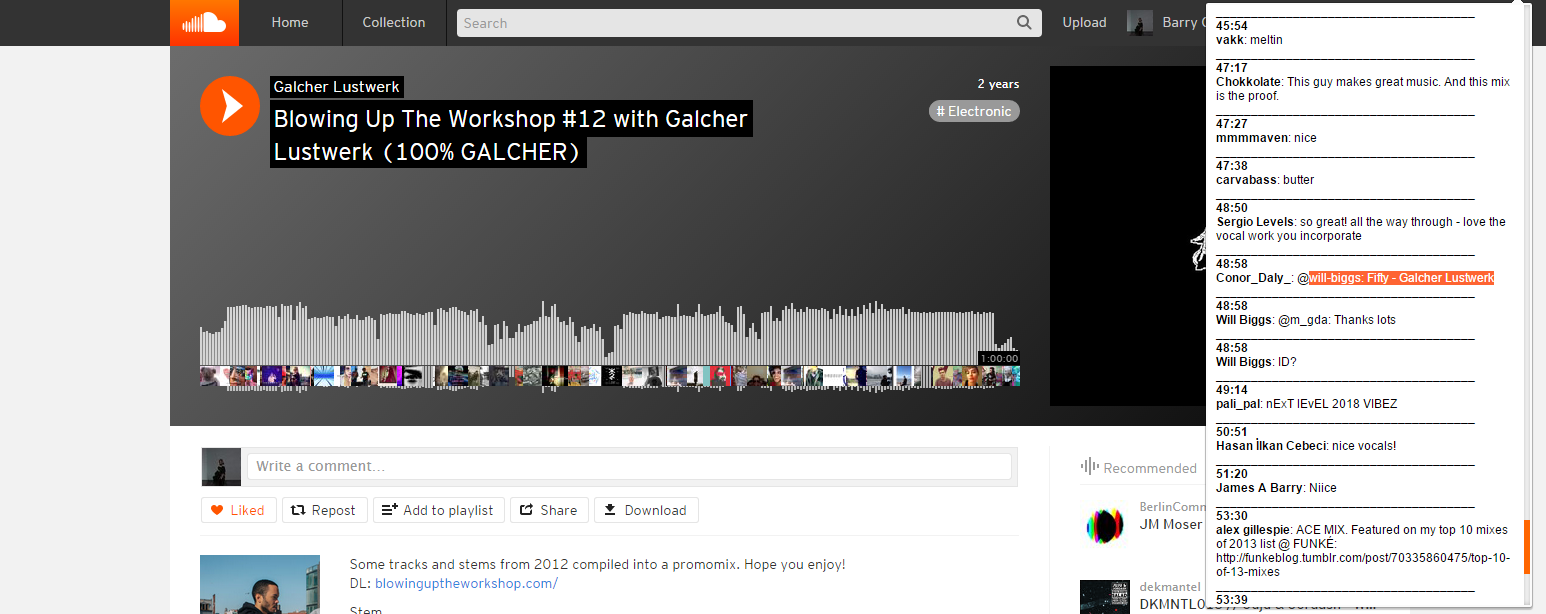 Home
Collection
Search
Upload
Barry
Galcher Lustwerk
Blowing Up The Workshop #12 with Galcher
Lustwerk (100% GALCHER)
2 years
# Electronic
1:00:00
Write a comment...
Liked
Repost
Add to playlist
Share
Download
Some tracks and stems from 2012 compiled into a promomix. Hope you enjoy!
DL: blowinguptheworkshop.com/
Stem
Recommended
BerlinComm
JM Moser
dekmantel
45:54
vakk: meltin
47:17
Chokkolate: This guy makes great music. And this mix
is the proof.
47:27
mmmmaven: nice
47:38
carvabass: butter
48:50
Sergio Levels: so great! all the way through - love the
vocal work you incorporate
48:58
Conor_Daly_: @will-biggs: Fifty - Galcher Lustwerk
48:58
Will Biggs: @m_gda: Thanks lots
48:58
Will Biggs: ID?
49:14
pali_pal: nExT lEvEL 2018 VIBEZ
50:51
Hasan İlkan Cebeci: nice vocals!
51:20
James A Barry: Niice
53:30
alex gillespie: ACE MIX. Featured on my top 10 mixes
of 2013 list @ FUNKÉ:
http://funkeblog.tumblr.com/post/70335860475/top-10-
of-13-mixes
53:39